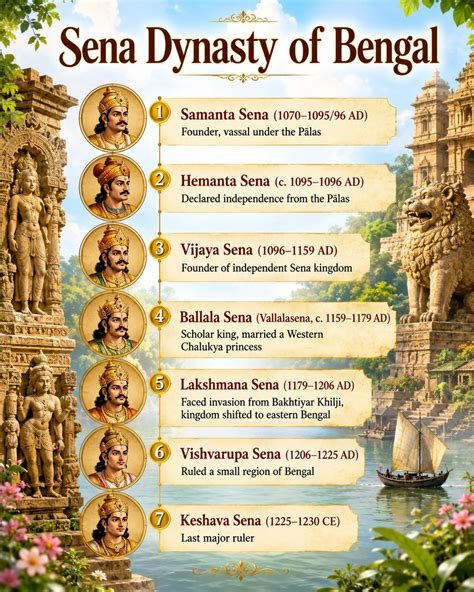 Sena Dynasty of Bengal
1
Samanta Sena (1070–1095/96 AD)
Founder, vassal under the Pālas
2
Hemanta Sena (c. 1095–1096 AD)
Declared independence from the Pālas
3
Vijaya Sena (1096–1159 AD)
Founder of independent Sena kingdom
4
Ballala Sena (Vallalasena, c. 1159–1179 AD)
Scholar king, married a Western
Chalukya princess
5
Lakshmana Sena (1179–1206 AD)
Faced invasion from Bakhtiyar Khilji,
kingdom shifted to eastern Bengal
6
Vishvarupa Sena (1206–1225 AD)
Ruled a small region of Bengal
7
Keshava Sena (1225–1230 CE)
Last major ruler